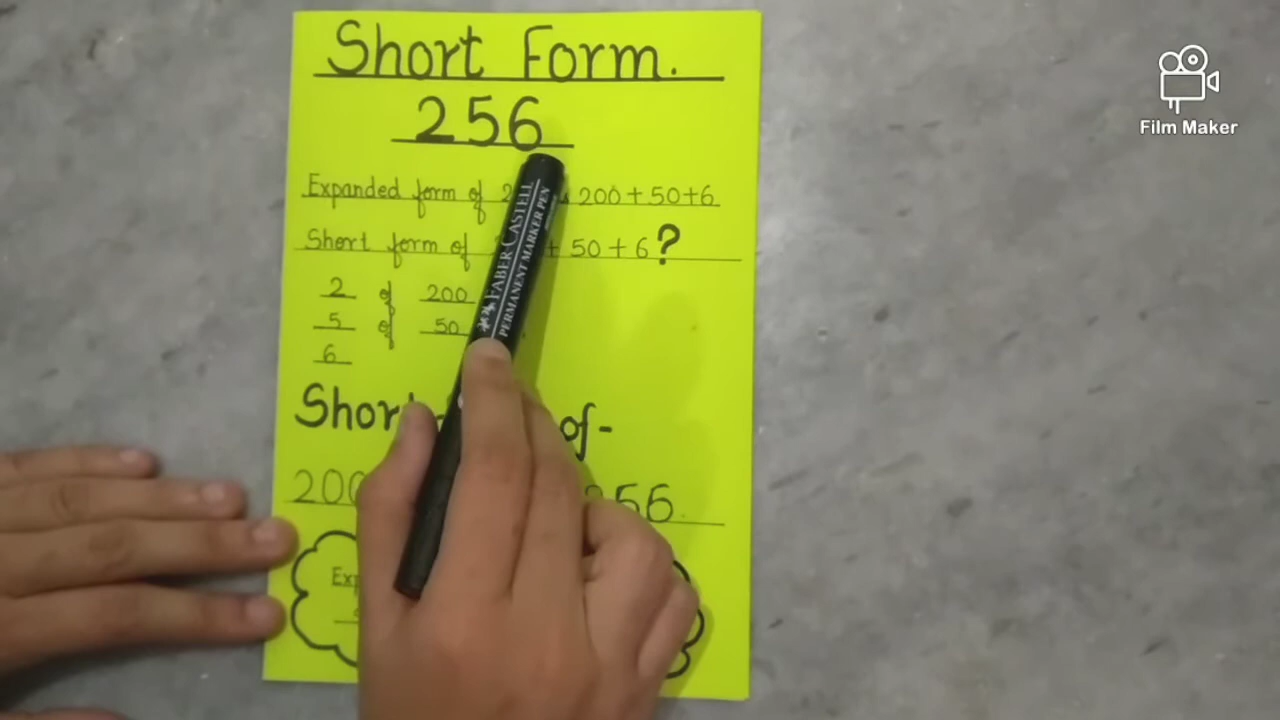 Short Form.
256
Expanded form of 2 200+50+6
Short form of + 50 + 6 ?
2 of 200
5 of 50
6
Short of-
200 256.
Film Maker
FABER-CASTELL
PERMANENT MARKER PEN